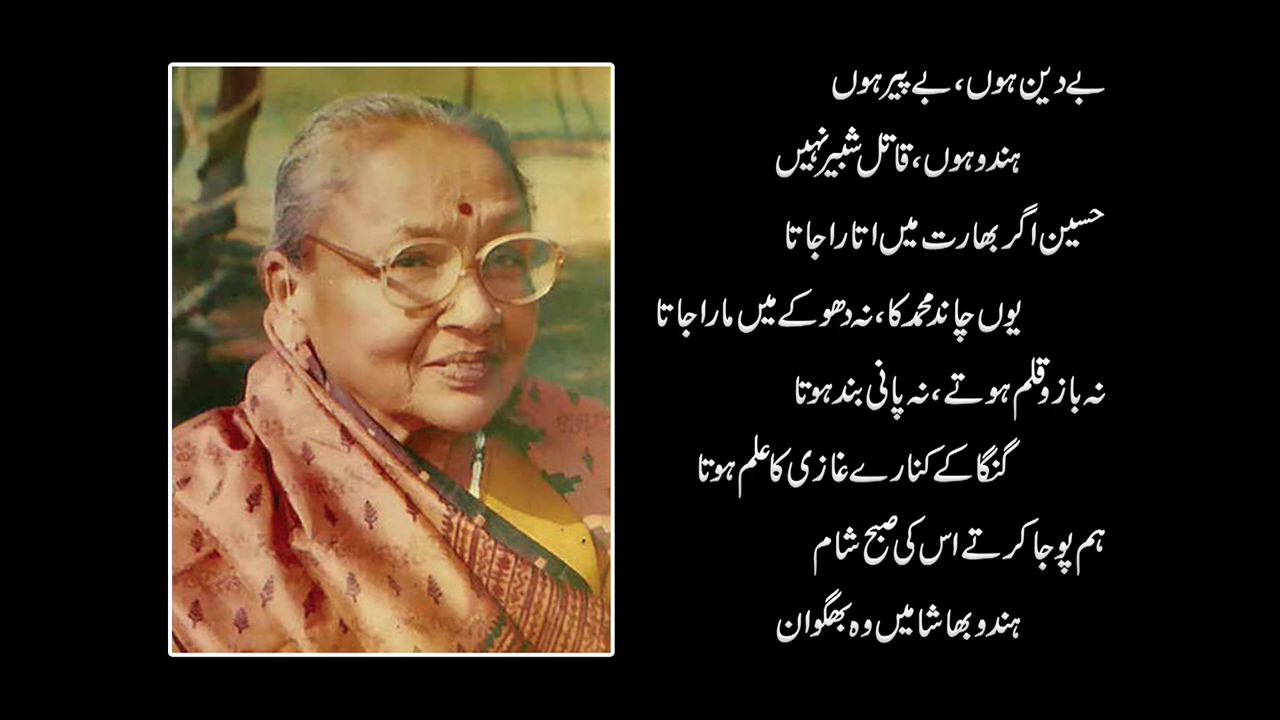 بے دین ہوں، بے پیر ہوں
ہندو ہوں، قاتل شبیر نہیں
حسین اگر بھارت میں اتارا جاتا
یوں چاند محمد کا، نہ دھوکے میں مارا جاتا
نہ بازو قلم ہوتے، نہ پانی بند ہوتا
گنگا کے کنارے غازی کا علم ہوتا
ہم پوجا کرتے اس کی صبح شام
ہندو بھاشا میں وہ بھگوان